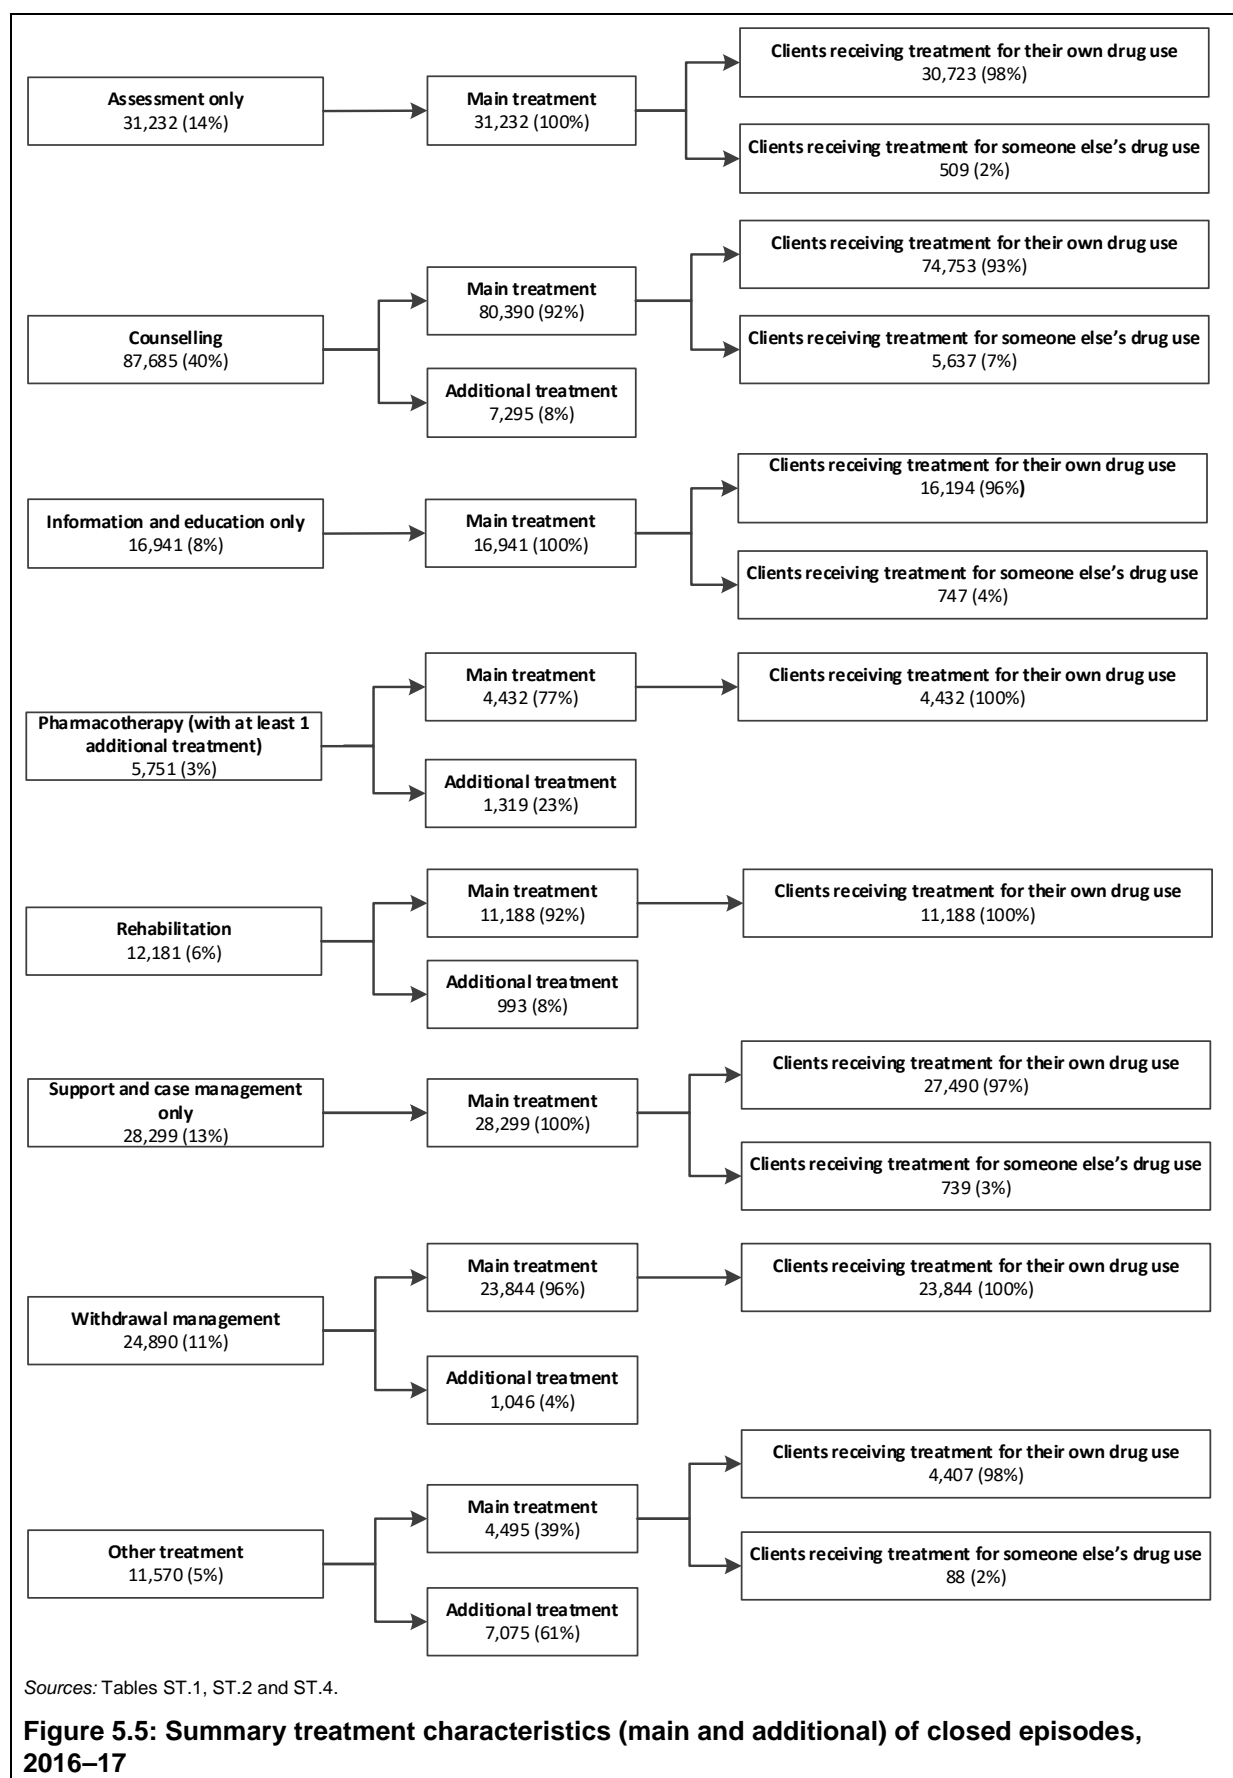 Clients receiving treatment for their own drug use
30,723 (98%)
Assessment only
31,232 (14%)
Main treatment
31,232 (100%)
Clients receiving treatment for someone else's drug use
509 (2%)
Clients receiving treatment for their own drug use
74,753 (93%)
Main treatment
80,390 (92%)
Counselling
87,685 (40%)
Clients receiving treatment for someone else's drug use
5,637 (7%)
Additional treatment
7,295 (8%)
Clients receiving treatment for their own drug use
16,194 (96%)
Information and education only
16,941 (8%)
Main treatment
16,941 (100%)
Clients receiving treatment for someone else's drug use
747 (4%)
Main treatment
4,432 (77%)
Clients receiving treatment for their own drug use
4,432 (100%)
Pharmacotherapy (with at least 1
additional treatment)
5,751 (3%)
Additional treatment
1,319 (23%)
Main treatment
11,188 (92%)
Clients receiving treatment for their own drug use
11,188 (100%)
Rehabilitation
12,181 (6%)
Additional treatment
993 (8%)
Clients receiving treatment for their own drug use
27,490 (97%)
Support and case management
only
28,299 (13%)
Main treatment
28,299 (100%)
Clients receiving treatment for someone else's drug use
739 (3%)
Main treatment
23,844 (96%)
Clients receiving treatment for their own drug use
23,844 (100%)
Withdrawal management
24,890 (11%)
Additional treatment
1,046 (4%)
Clients receiving treatment for their own drug use
4,407 (98%)
Main treatment
4,495 (39%)
Other treatment
11,570 (5%)
Clients receiving treatment for someone else's drug use
88 (2%)
Additional treatment
7,075 (61%)
Sources: Tables ST.1, ST.2 and ST.4.
Figure 5.5: Summary treatment characteristics (main and additional) of closed episodes,
2016–17